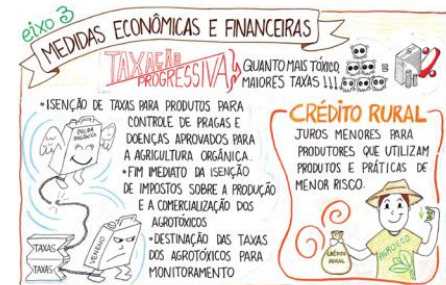 eixo 3
MEDIDAS ECONÔMICAS E FINANCEIRAS
TAXAÇÃO
PROGRESSIVA
QUANTO MAIS TÓXICO,
MAIORES TAXAS !!!
• ISENÇÃO DE TAXAS PARA PRODUTOS PARA
CONTROLE DE PRAGAS E
DOENÇAS APROVADOS PARA
A AGRICULTURA ORGÂNICA.
• FIM IMEDIATO DA ISENÇÃO
DE IMPOSTOS SOBRE A PRODUÇÃO
E A COMERCIALIZAÇÃO DOS
AGROTÓXICOS
• DESTINAÇÃO DAS TAXAS
DOS AGROTÓXICOS PARA
MONITORAMENTO
VENENO
TAXAS
TAXAS
CRÉDITO RURAL
JUROS MENORES PARA
PRODUTORES QUE UTILIZAM
PRODUTOS E PRÁTICAS DE
MENOR RISCO.
CRÉDITO
RURAL
AGROECO